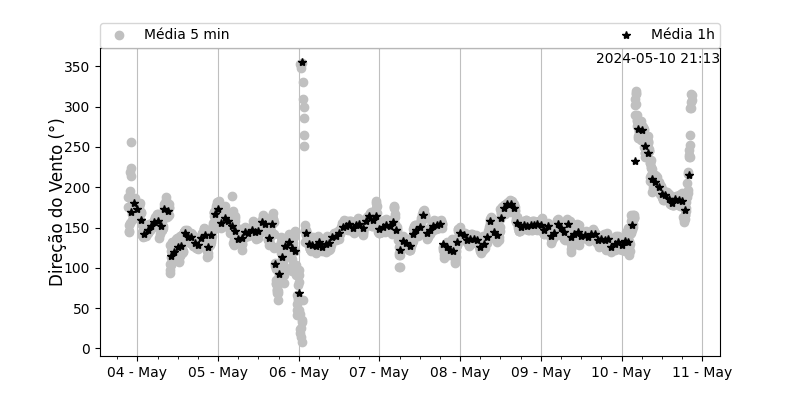 Média 5 min
Média 1h
2024-05-10 21:13
Direção do Vento (°)
350
300
250
200
150
100
50
0
04 - May
05 - May
06 - May
07 - May
08 - May
09 - May
10 - May
11 - May